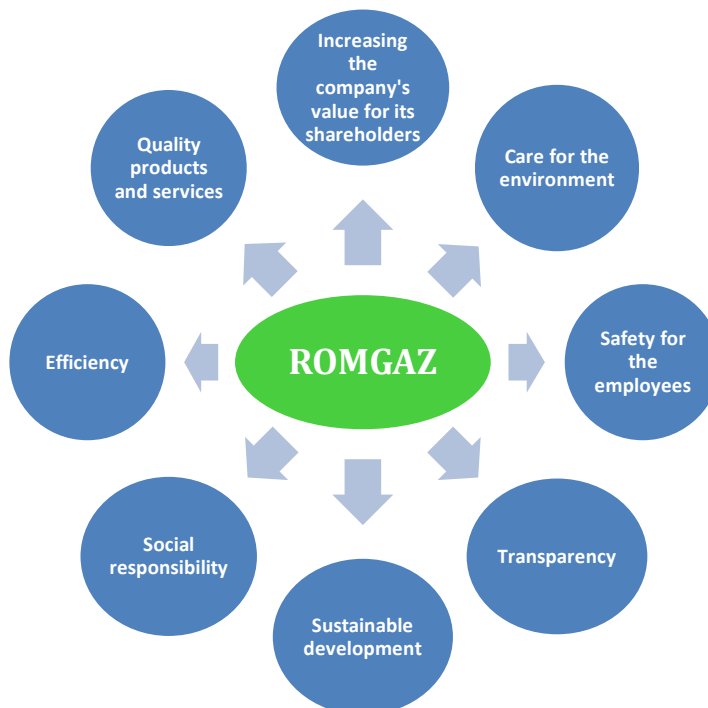 Increasing
the
company's
value for its
shareholders
Quality
products
and services
Care for the
environment
Efficiency
ROMGAZ
Safety for
the
employees
Social
responsibility
Transparency
Sustainable
development